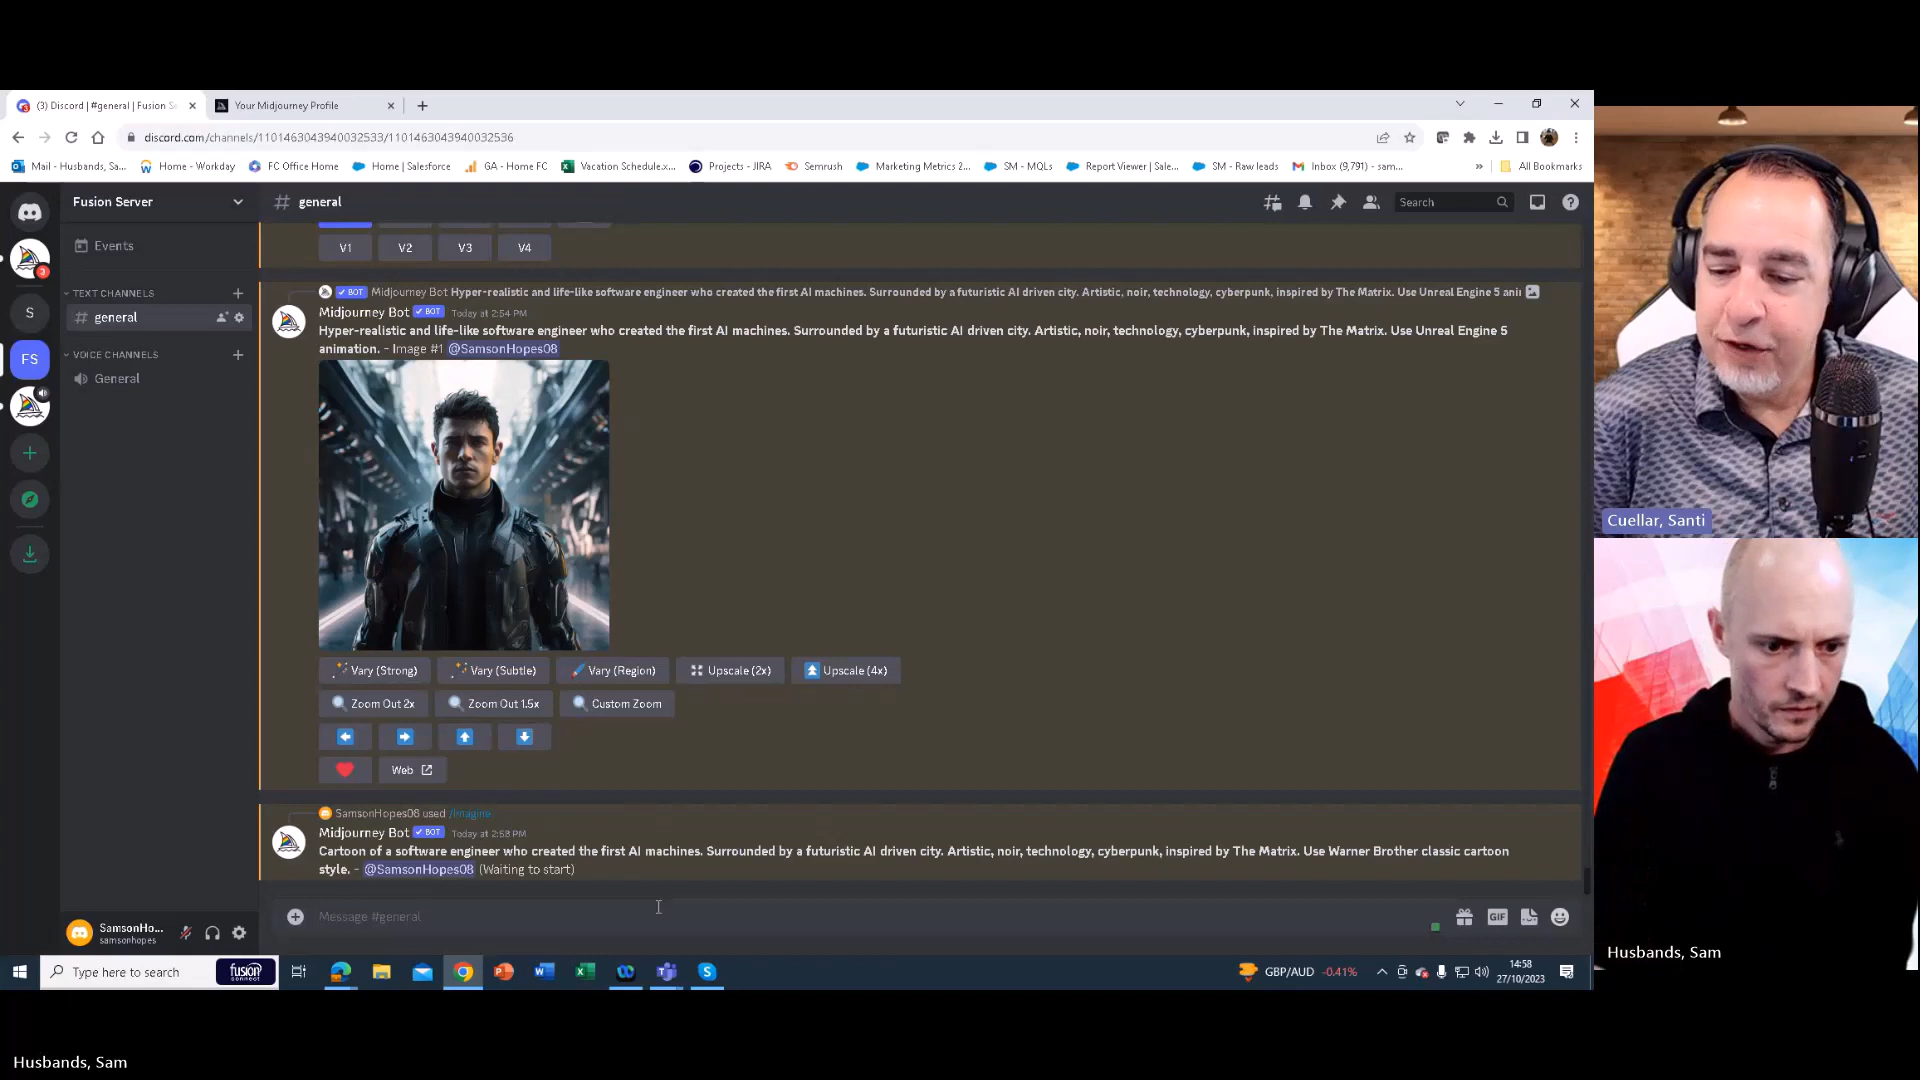 (3) Discord | #general | Fusion Se
Your Midjourney Profile
discord.com/channels/1101463043940032533/1101463043940032536
Mail - Husbands, Sa...
Home - Workday
FC Office Home
Home | Salesforce
GA - Home FC
Vacation Schedule.x...
Projects - JIRA
Semrush
Marketing Metrics 2...
SM - MQLs
Report Viewer | Sale...
SM - Raw leads
Inbox (9,791) - sam...
»
All Bookmarks
Fusion Server
# general
Search
Events
TEXT CHANNELS
general
VOICE CHANNELS
General
3
S
FS
V1 V2 V3 V4
BOT Midjourney Bot Hyper-realistic and life-like software engineer who created the first AI machines. Surrounded by a futuristic AI driven city. Artistic, noir, technology, cyberpunk, inspired by The Matrix. Use Unreal Engine 5 ani
Midjourney Bot BOT Today at 2:54 PM
Hyper-realistic and life-like software engineer who created the first AI machines. Surrounded by a futuristic AI driven city. Artistic, noir, technology, cyberpunk, inspired by The Matrix. Use Unreal Engine 5
animation. - Image #1 @SamsonHopes08
Vary (Strong) Vary (Subtle) Vary (Region) Upscale (2x) Upscale (4x)
Zoom Out 2x Zoom Out 1.5x Custom Zoom
Web
SamsonHopes08 used /imagine
Midjourney Bot BOT Today at 2:58 PM
Cartoon of a software engineer who created the first AI machines. Surrounded by a futuristic AI driven city. Artistic, noir, technology, cyberpunk, inspired by The Matrix. Use Warner Brother classic cartoon
style. - @SamsonHopes08 (Waiting to start)
Message #general
GIF
SamsonHo...
samsonhopes
Type here to search
fusion connect
GBP/AUD -0.41%
14:58
27/10/2023
Cuellar, Santi
Husbands, Sam
Husbands, Sam